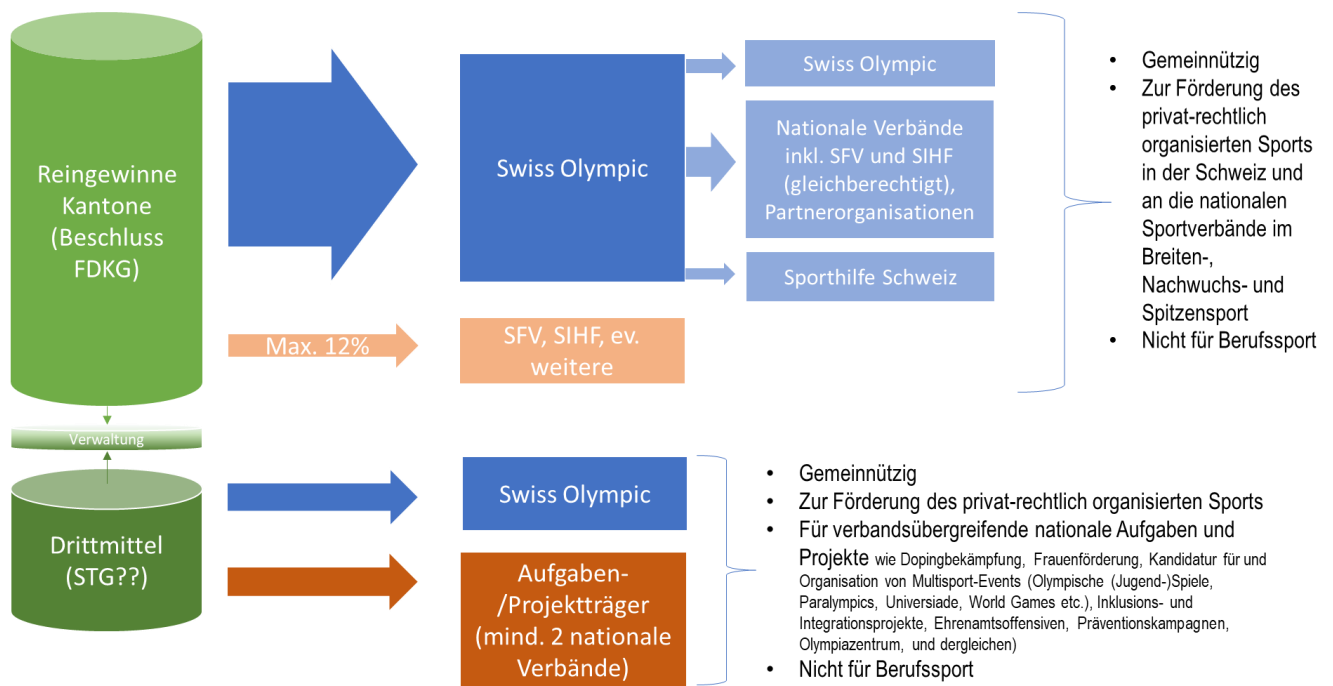 Reingewinne
Kantone
(Beschluss
FDKG)
Swiss Olympic
Swiss Olympic
Nationale Verbände
inkl. SFV und SIHF
(gleichberechtigt),
Partnerorganisationen
Sporthilfe Schweiz
• Gemeinnützig
• Zur Förderung des
privat-rechtlich
organisierten Sports
in der Schweiz und
an die nationalen
Sportverbände im
Breiten-,
Nachwuchs- und
Spitzensport
• Nicht für Berufssport
Max. 12%
SFV, SIHF, ev.
weitere
Verwaltung
Drittmittel
(STG??)
Swiss Olympic
Aufgaben-
/Projektträger
(mind. 2 nationale
Verbände)
• Gemeinnützig
• Zur Förderung des privat-rechtlich organisierten Sports
• Für verbandsübergreifende nationale Aufgaben und
Projekte wie Dopingbekämpfung, Frauenförderung, Kandidatur für und
Organisation von Multisport-Events (Olympische (Jugend-)Spiele,
Paralympics, Universiade, World Games etc.), Inklusions- und
Integrationsprojekte, Ehrenamtsoffensiven, Präventionskampagnen,
Olympiazentrum, und dergleichen)
• Nicht für Berufssport